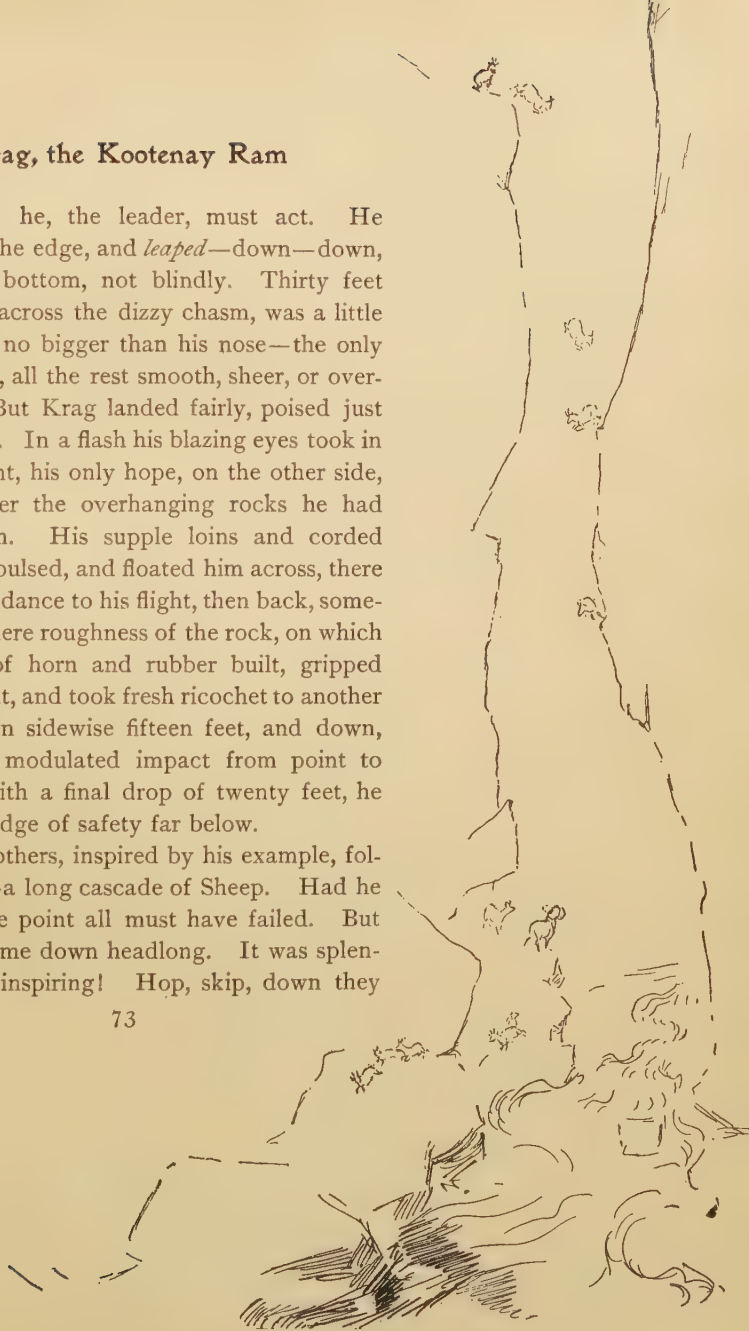 ag, the Kootenay Ram
he, the leader, must act. He
he edge, and leaped—down—down,
bottom, not blindly. Thirty feet
across the dizzy chasm, was a little
no bigger than his nose—the only
, all the rest smooth, sheer, or over-
But Krag landed fairly, poised just
. In a flash his blazing eyes took in
nt, his only hope, on the other side,
er the overhanging rocks he had
n. His supple loins and corded
pulsed, and floated him across, there
dance to his flight, then back, some-
ere roughness of the rock, on which
of horn and rubber built, gripped
t, and took fresh ricochet to another
n sidewise fifteen feet, and down,
modulated impact from point to
ith a final drop of twenty feet, he
dge of safety far below.
others, inspired by his example, fol-
a long cascade of Sheep. Had he
e point all must have failed. But
me down headlong. It was splen-
inspiring! Hop, skip, down they
73